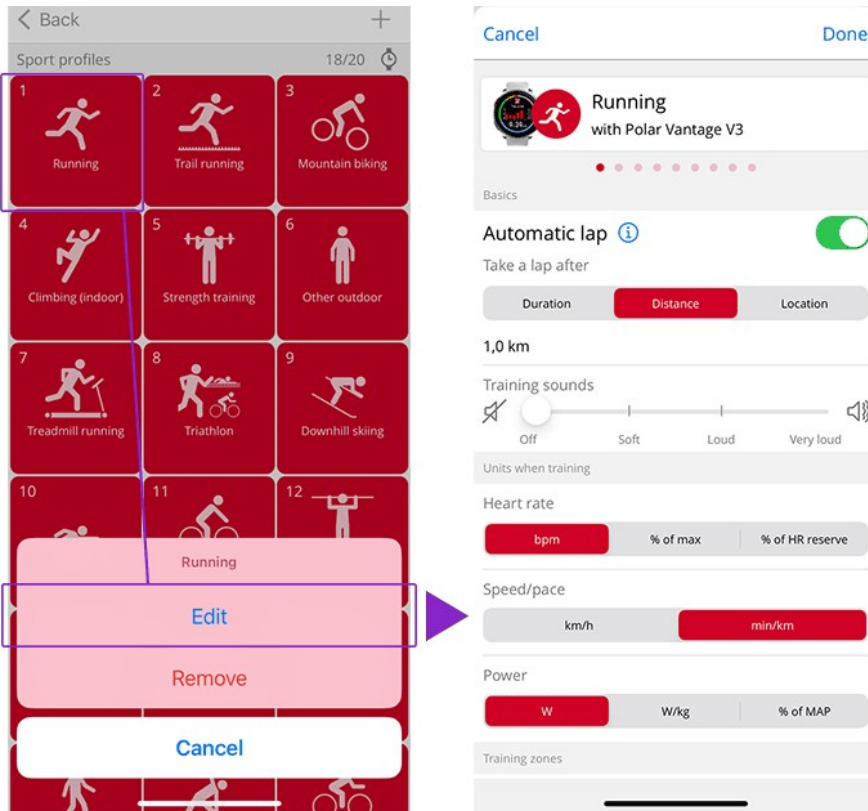 Back
Sport profiles 18/20
1 2 3
Running Trail running Mountain biking
4 5 6
Climbing (indoor) Strength training Other outdoor
7 8 9
Treadmill running Triathlon Downhill skiing
10 11 12
Running
Edit
Remove
Cancel
Cancel Done
Running
with Polar Vantage V3
Basics
Automatic lap
Take a lap after
Duration Distance Location
1,0 km
Training sounds
Off Soft Loud Very loud
Units when training
Heart rate
bpm % of max % of HR reserve
Speed/pace
km/h min/km
Power
W W/kg % of MAP
Training zones